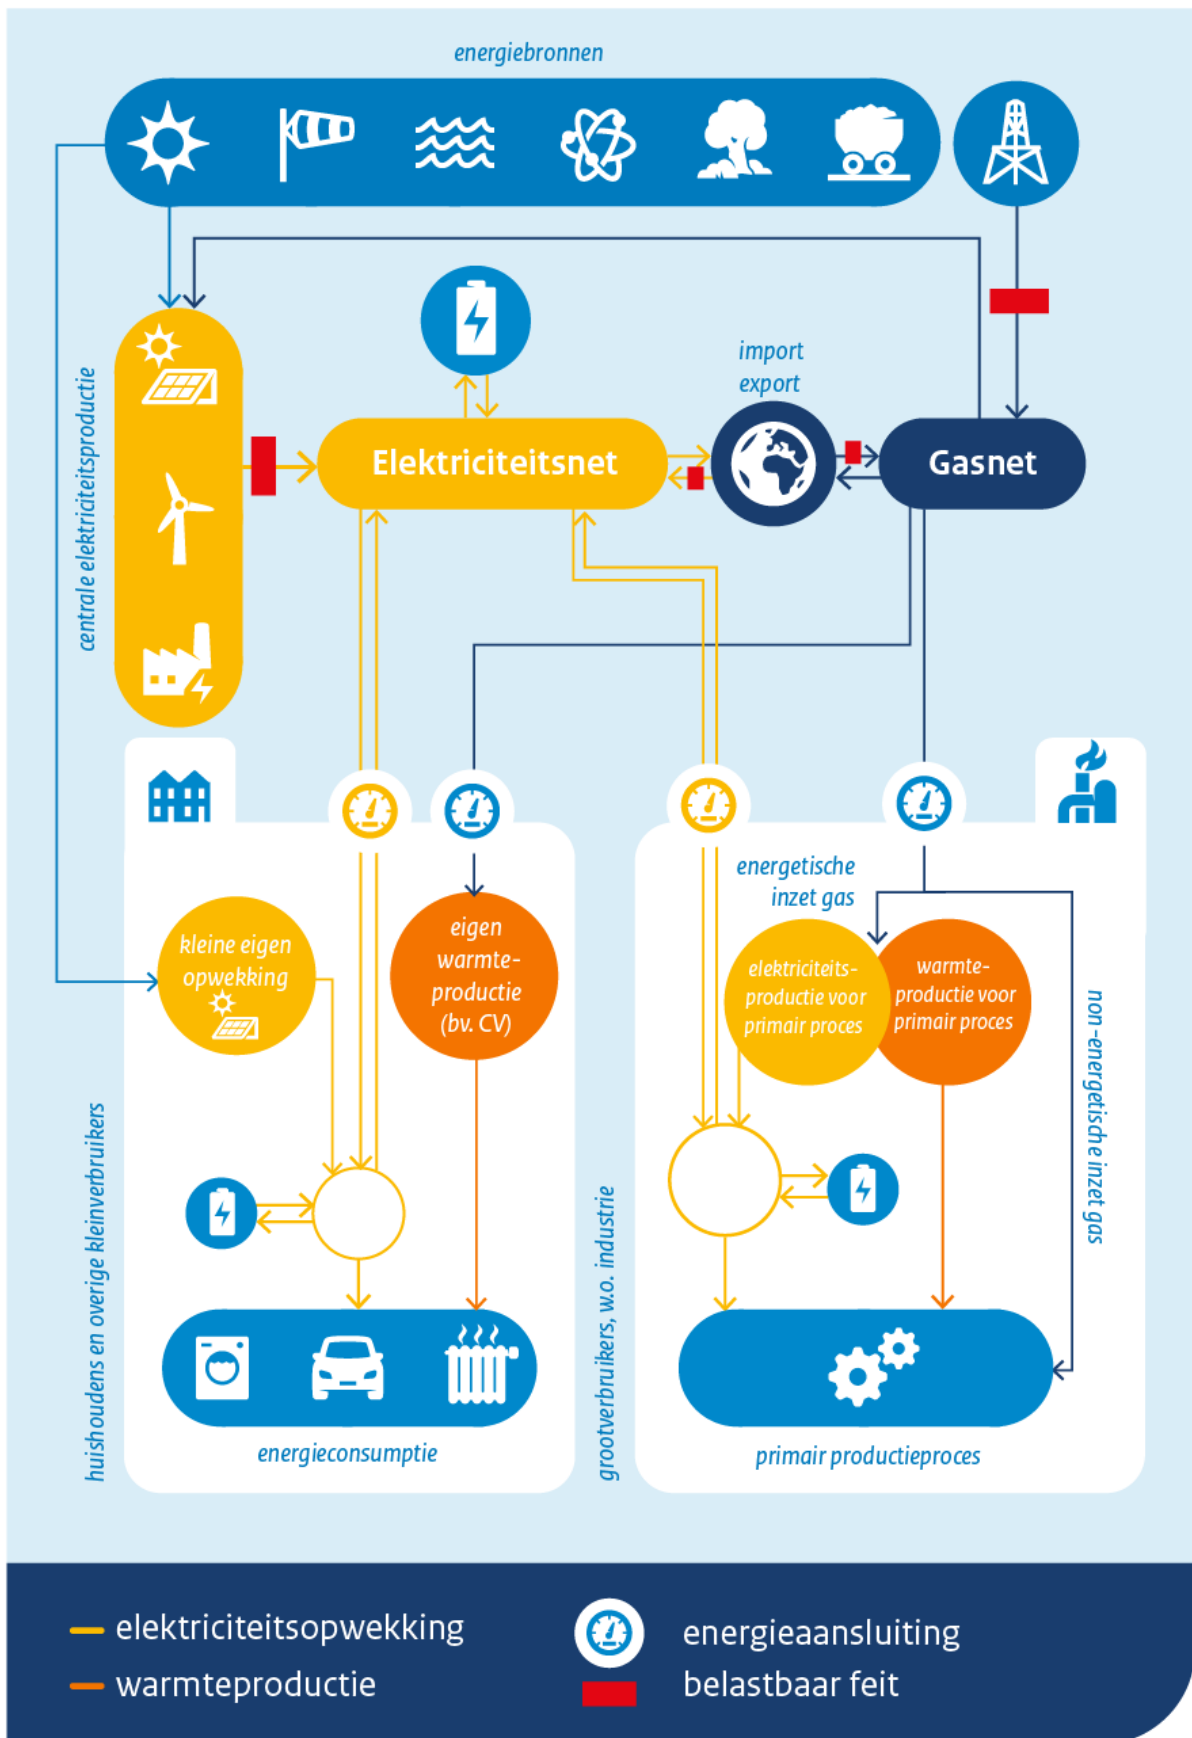 energiebronnen
import
export
centrale elektriciteitsproductie
Elektriciteitsnet
Gasnet
huishoudens en overige kleinverbruikers
kleine eigen
opwekking
eigen
warmte-
productie
(bv. CV)
energieconsumptie
grootverbruikers, w.o. industrie
energetische
inzet gas
elektriciteits-
productie voor
primair proces
warmte-
productie voor
primair proces
non-energetische inzet gas
primair productieproces
elektriciteitsopwekking
warmteproductie
energieaansluiting
belastbaar feit